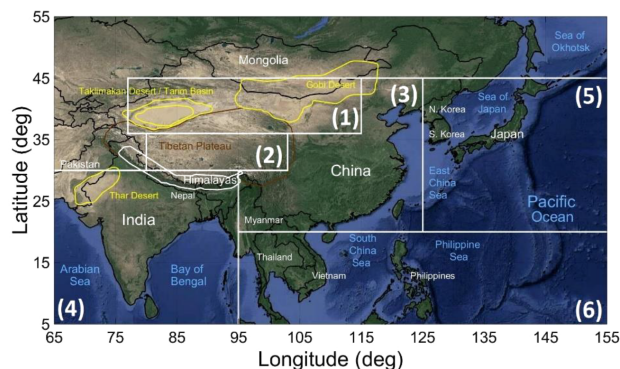 55
45
35
25
15
5
Latitude (deg)
Sea of
Okhotsk
Mongolia
Taklimakan Desert / Tarim Basin
Gobi Desert
(3)
(5)
(1)
N. Korea
Sea of
Japan
S. Korea
Japan
Tibetan Plateau
(2)
Pakistan
China
East
China
Sea
Himalayas
Thar Desert
Nepal
Pacific
Ocean
India
Myanmar
Arabian
Sea
Bay of
Bengal
Thailand
South
China
Sea
Philippine
Sea
Vietnam
Philippines
(4)
(6)
65 75 85 95 105 115 125 135 145 155
Longitude (deg)